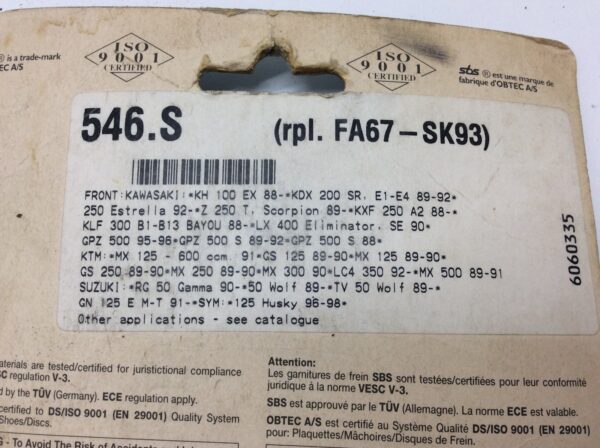 ISO
9001
CERTIFIED
ISO
9001
CERTIFIED
® is a trade-mark
OBTEC A/S
sbs ® est une marque de
fabrique d'OBTEC A/S
546.S (rpl. FA67-SK93)
FRONT:KAWASAKI:*KH 100 EX 88-*KDX 200 SR, E1-E4 89-92*
250 Estrella 92-*Z 250 T, Scorpion 89-*KXF 250 A2 88-*
KLF 300 B1-B13 BAYOU 88-*LX 400 Eliminator, SE 90*
GPZ 500 95-96*GPZ 500 S 89-92*GPZ 500 S 88*
KTM:*MX 125 - 600 ccm. 91*GS 125 89-90*MX 125 89-90*
GS 250 89-90*MX 250 89-90*MX 300 90*LC4 350 92-*MX 500 89-91
SUZUKI:*RG 50 Gamma 90-*50 Wolf 89-*TV 50 Wolf 89-*
GN 125 E M-T 91-*SYM:*125 Husky 96-98*
Other applications - see catalogue
6060335
materials are tested/certified for juristictional compliance
regulation V-3.
by the TÜV (Germany). ECE regulation apply.
certified to DS/ISO 9001 (EN 29001) Quality System
Shoes/Discs.
To Avoid The Risk of
Attention:
Les garnitures de frein SBS sont testées/certifiées pour leur conformité
juridique à la norme VESC V-3.
SBS est approuvé par le TÜV (Allemagne). La norme ECE est valable.
OBTEC A/S est certifié au Système Qualité DS/ISO 9001 (EN 29001)
pour: Plaquettes/Mâchoires/Disques de Frein.